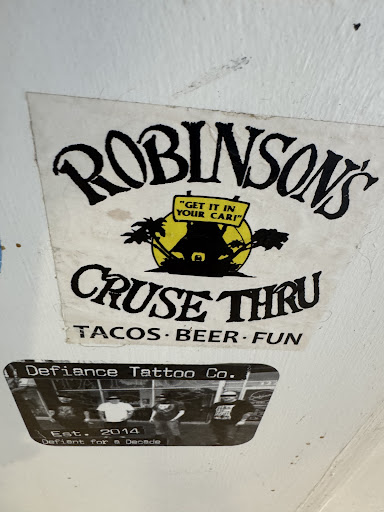 ROBINSON'S
"GET IT IN
YOUR CAR!"
CRUSE THRU
TACOS · BEER · FUN
Defiance Tattoo Co.
Est. 2014
Defiant for a Decade